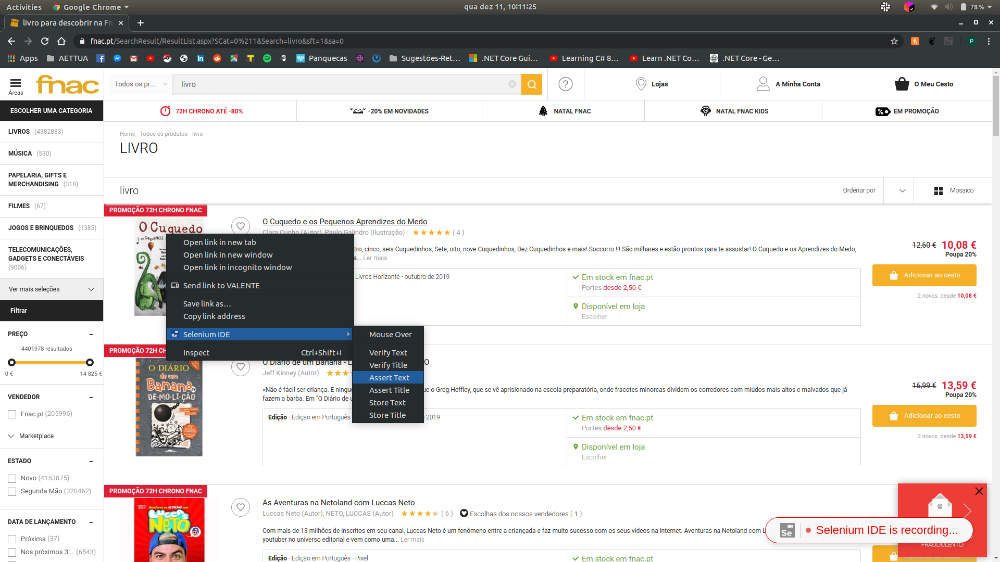 Activities Google Chrome qua dez 11, 10:11:25 78 %
livro para descobrir na Fn
fnac.pt/SearchResult/ResultList.aspx?SCat=0%211&Search=livro&sft=1&sa=0 P
Apps AETTUA Panquecas Sugestões-Ret... .NET Core Gui... Learning C# 8... Learn .NET Co... .NET Core - Ge...
Áreas fnac Todos os pr... livro ? Lojas A Minha Conta O Meu Cesto
ESCOLHER UMA CATEGORIA
72H CHRONO ATÉ -80% -20% EM NOVIDADES NATAL FNAC NATAL FNAC KIDS EM PROMOÇÃO
LIVROS (4382883)
MÚSICA (530)
PAPELARIA, GIFTS E
MERCHANDISING (318)
FILMES (67)
JOGOS E BRINQUEDOS (1385)
TELECOMUNICAÇÕES,
GADGETS E CONECTÁVEIS
(9006)
Ver mais seleções
Filtrar
PREÇO
4401978 resultados
0 € 14 825 €
VENDEDOR
Fnac.pt (205996)
Marketplace
ESTADO
Novo (4153875)
Segunda Mão (320462)
DATA DE LANÇAMENTO
Próxima (37)
Nos próximos 3... (6543)
Home - Todos os produtos - livro
LIVRO
livro Ordenar por Mosaico
PROMOÇÃO 72H CHRONO FNAC
O Cuquedo
O Cuquedo e os Pequenos Aprendizes do Medo
Clara Cunha (Autor), Paulo Galindro (Ilustração) ( 4 )
tro, cinco, seis Cuquedinhos, Sete, oito, nove Cuquedinhos, Dez Cuquedinhos e mais! Soccorro !!! São milhares e estão prontos para te assustar! O Cuquedo e os Aprendizes do Medo,
a... Ler mais
Livros Horizonte - outubro de 2019
Em stock em fnac.pt
Portes desde 2,50 €
Disponível em loja
Escolher
12,60 € 10,08 €
Poupa 20%
Adicionar ao cesto
2 novos desde 10,08 €
Open link in new tab
Open link in new window
Open link in incognito window
Send link to VALENTE
Save link as…
Copy link address
Selenium IDE
Inspect Ctrl+Shift+I
Mouse Over
Verify Text
Verify Title
Assert Text
Assert Title
Store Text
Store Title
PROMOÇÃO 72H CH
O DIÁRIO
de um
Banana 14
DE-MO-LI-ÇÃO
O Diário de um Banana - L O
Jeff Kinney (Autor)
«Não é fácil ser criança. E ningue ue o Greg Heffley, que se vê aprisionado na escola preparatória, onde fracotes minorcas dividem os corredores com miúdos mais altos e malvados que já
fazem a barba. Em "O Diário de u
Edição - Edição em Português e 2019
Em stock em fnac.pt
Portes desde 2,50 €
Disponível em loja
Escolher
16,99 € 13,59 €
Poupa 20%
Adicionar ao cesto
2 novos desde 13,59 €
PROMOÇÃO 72H CHRONO FNAC
Aventuras na NETOLAND com
LUCCAS
NETO
As Aventuras na Netoland com Luccas Neto
Luccas Neto (Autor), NETO, LUCCAS (Autor) ( 6 ) Escolhas dos nossos vendedores ( 1 )
Com mais de 13 milhões de inscritos em seu canal, Luccas Neto é um fenômeno entre a criançada e faz muito sucesso com os seus vídeos na internet. Aventuras na Netoland com L
youtuber no universo editorial e vem como uma... Ler mais
Edição - Edição em Português - Pixel
Em stock em fnac.pt
Adicionar ao cesto
@
Se Selenium IDE is recording...
FRAUDULENTO